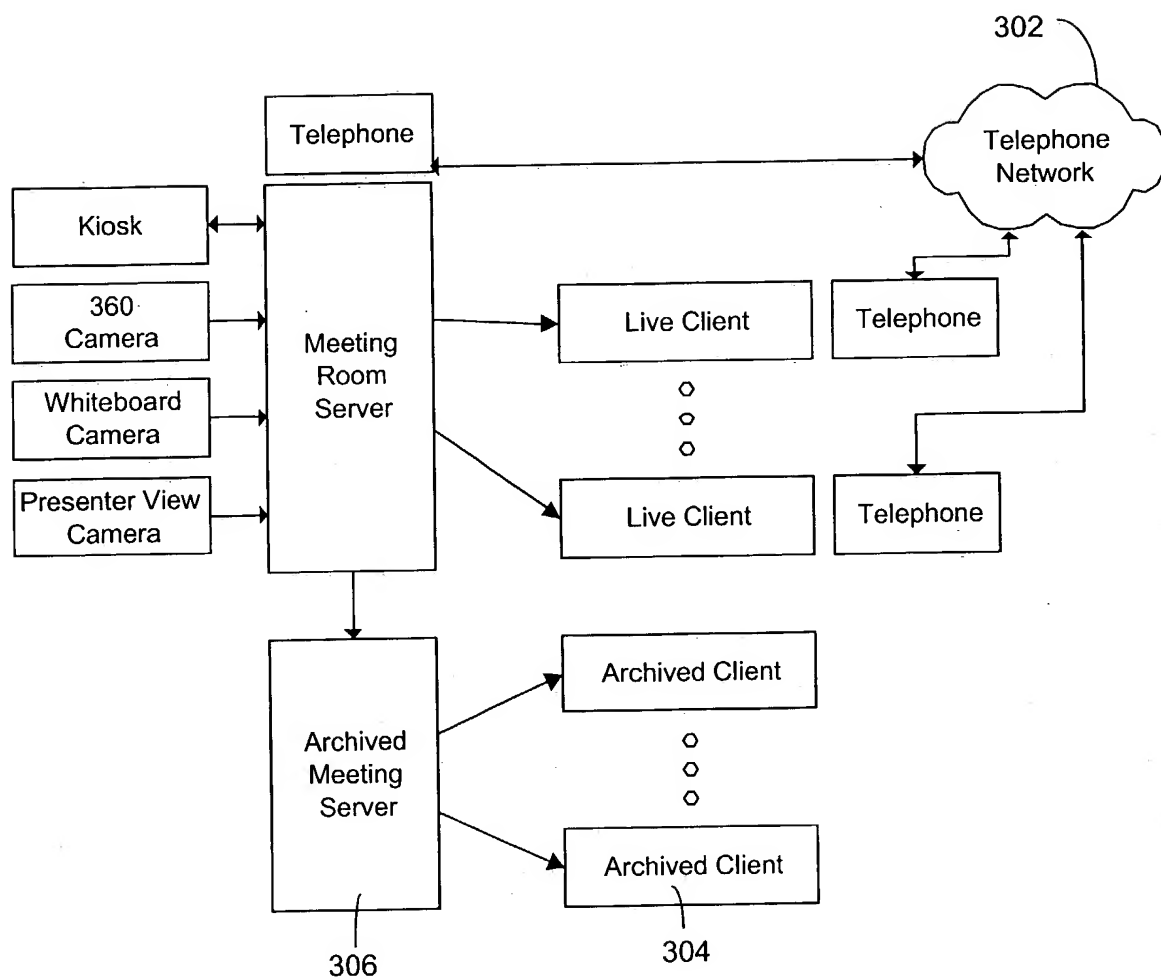 302
Telephone
Network
Telephone
Kiosk
360
Camera
Whiteboard
Camera
Presenter View
Camera
Meeting
Room
Server
Live Client
Telephone
Live Client
Telephone
Archived
Meeting
Server
Archived Client
Archived Client
306
304